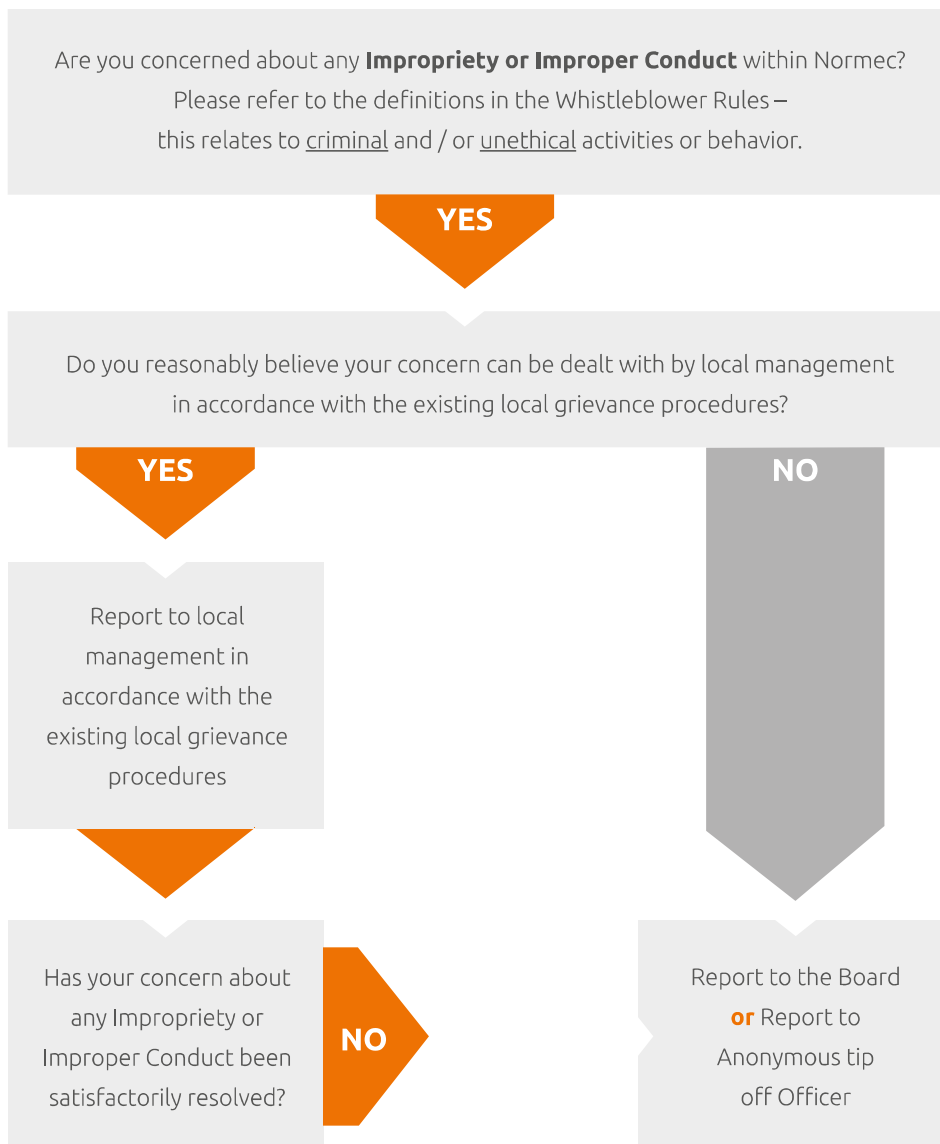 Are you concerned about any Impropriety or Improper Conduct within Normec?
Please refer to the definitions in the Whistleblower Rules –
this relates to criminal and / or unethical activities or behavior.
YES
Do you reasonably believe your concern can be dealt with by local management
in accordance with the existing local grievance procedures?
YES
NO
Report to local
management in
accordance with the
existing local grievance
procedures
Has your concern about
any Impropriety or
Improper Conduct been
satisfactorily resolved?
NO
Report to the Board
or Report to
Anonymous tip
off Officer